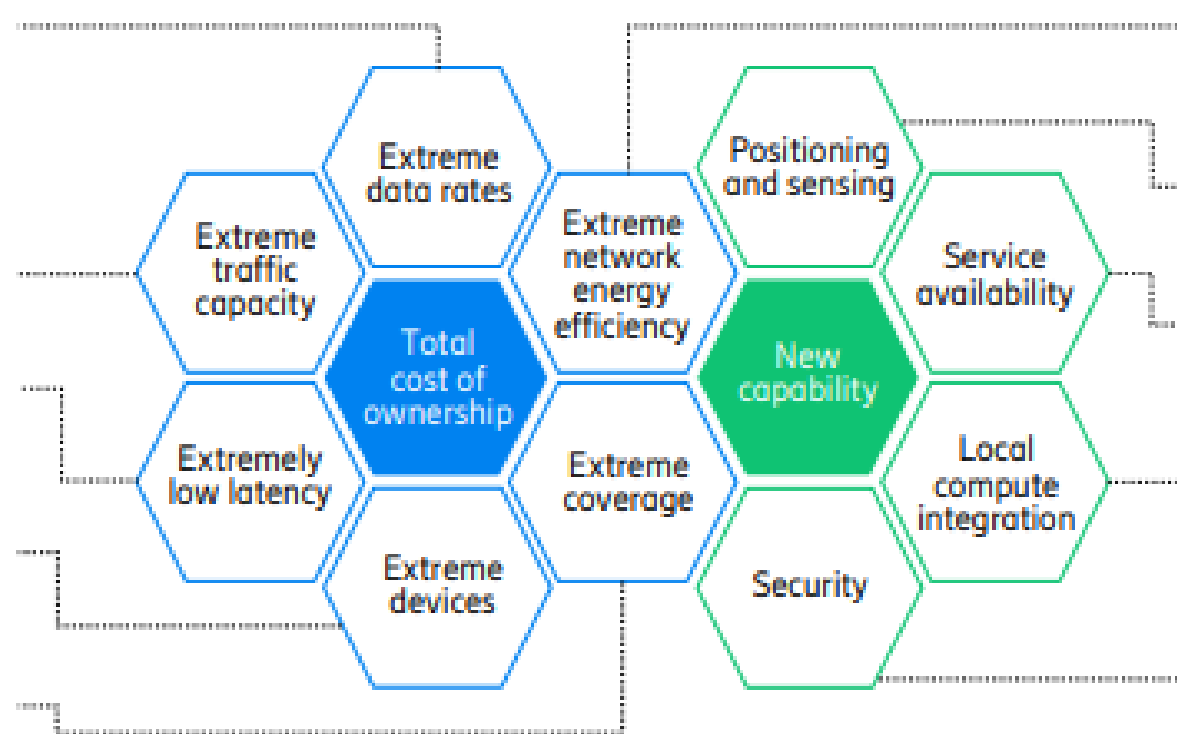 Extreme
data rates
Positioning
and sensing
Extreme
traffic
capacity
Extreme
network
energy
efficiency
Service
availability
Total
cost of
ownership
New
capability
Extremely
low latency
Extreme
coverage
Local
compute
integration
Extreme
devices
Security